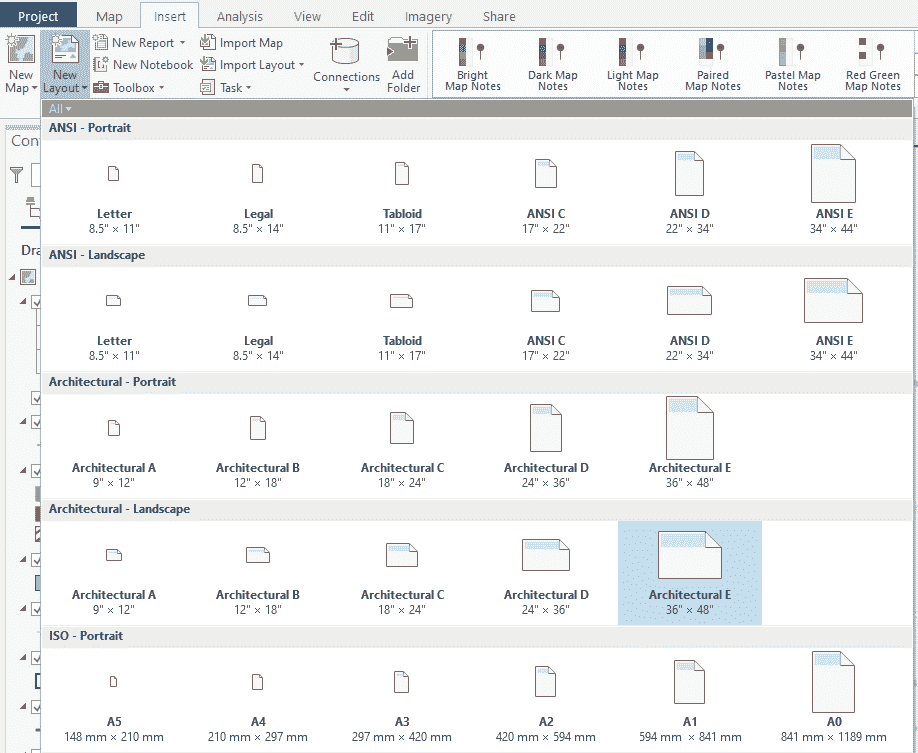 Project Map Insert Analysis View Edit Imagery Share
New Map
New Layout
New Report
New Notebook
Toolbox
Import Map
Import Layout
Task
Connections
Add Folder
Bright Map Notes
Dark Map Notes
Light Map Notes
Paired Map Notes
Pastel Map Notes
Red Green Map Notes
All
Con
Dra
ANSI - Portrait
Letter Legal Tabloid ANSI C ANSI D ANSI E
8.5" × 11" 8.5" × 14" 11" × 17" 17" × 22" 22" × 34" 34" × 44"
ANSI - Landscape
Letter Legal Tabloid ANSI C ANSI D ANSI E
8.5" × 11" 8.5" × 14" 11" × 17" 17" × 22" 22" × 34" 34" × 44"
Architectural - Portrait
Architectural A Architectural B Architectural C Architectural D Architectural E
9" × 12" 12" × 18" 18" × 24" 24" × 36" 36" × 48"
Architectural - Landscape
Architectural A Architectural B Architectural C Architectural D Architectural E
9" × 12" 12" × 18" 18" × 24" 24" × 36" 36" × 48"
ISO - Portrait
A5 A4 A3 A2 A1 A0
148 mm × 210 mm 210 mm × 297 mm 297 mm × 420 mm 420 mm × 594 mm 594 mm × 841 mm 841 mm × 1189 mm